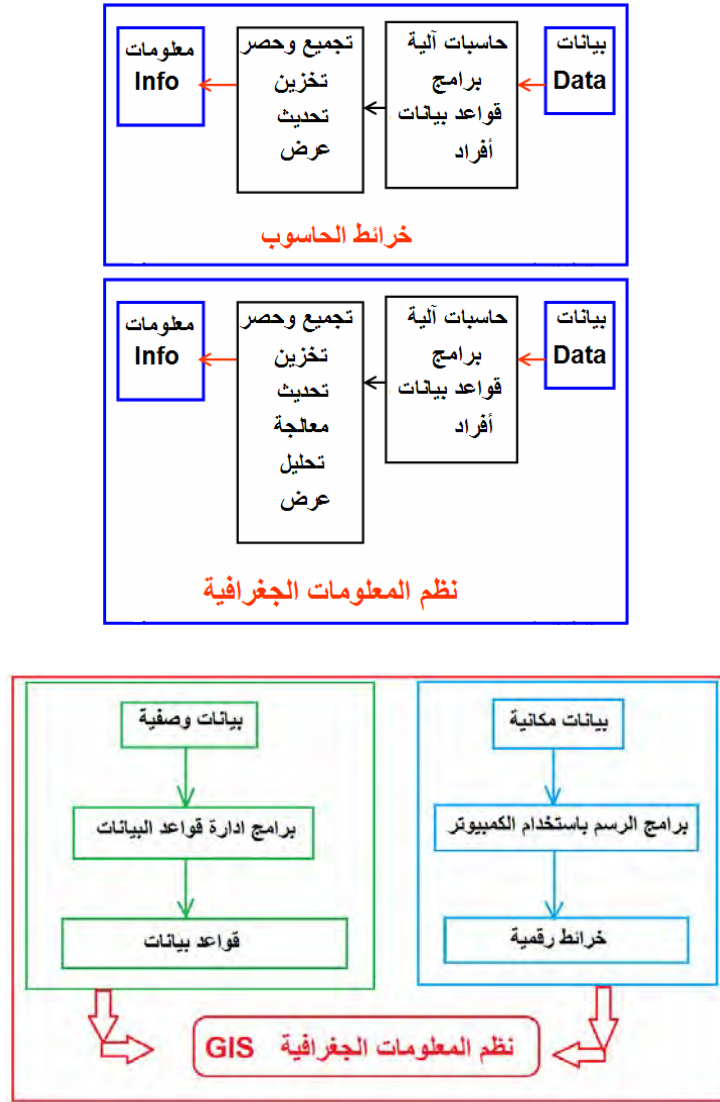 بيانات
Data
حاسبات آلية
برامج
قواعد بيانات
أفراد
تجميع وحصر
تخزين
تحديث
عرض
معلومات
Info
خرائط الحاسوب
بيانات
Data
حاسبات آلية
برامج
قواعد بيانات
أفراد
تجميع وحصر
تخزين
تحديث
معالجة
تحليل
عرض
معلومات
Info
نظم المعلومات الجغرافية
بيانات مكانية
برامج الرسم باستخدام الكمبيوتر
خرائط رقمية
بيانات وصفية
برامج ادارة قواعد البيانات
قواعد بيانات
نظم المعلومات الجغرافية GIS